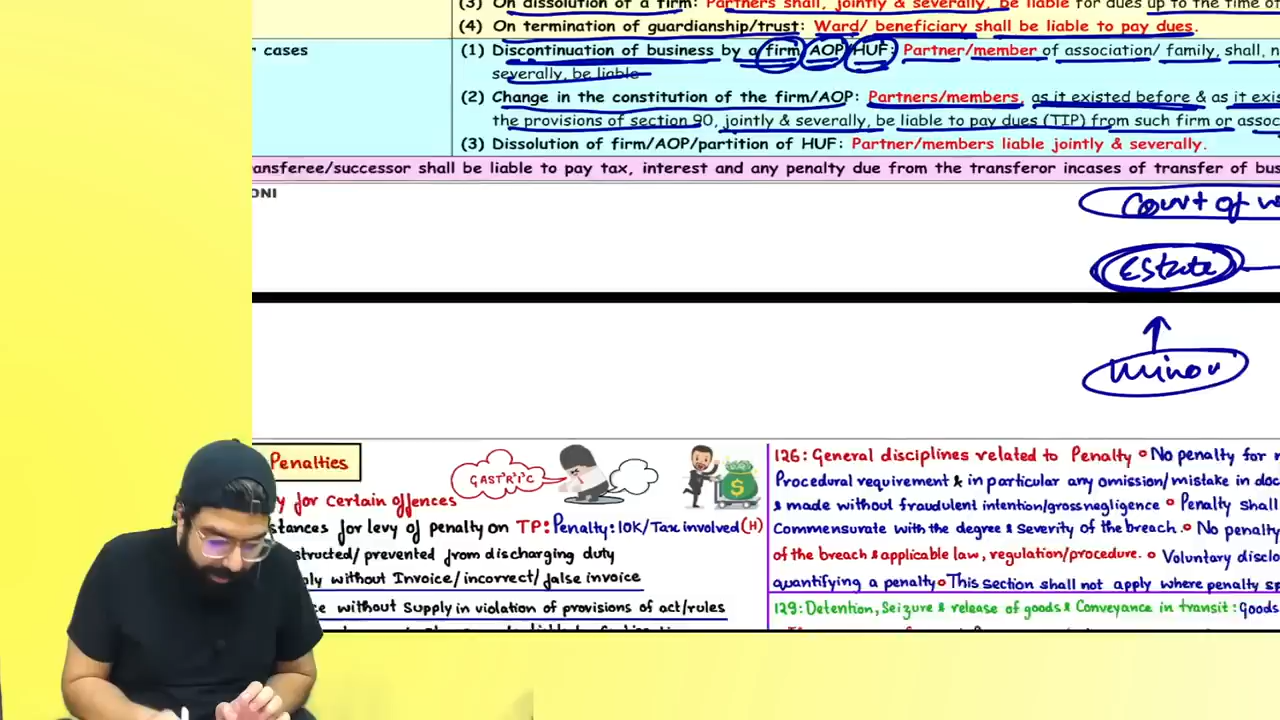 (3) On dissolution of a firm: Partners shall, jointly & severally, be liable for dues up to the time of
(4) On termination of guardianship/trust: Ward/ beneficiary shall be liable to pay dues.
cases
(1) Discontinuation of business by a firm AOP HUF: Partner/member of association/ family, shall,
severally, be liable
(2) Change in the constitution of the firm/AOP: Partners/members, as it existed before & as it
the provisions of section 90, jointly & severally, be liable to pay dues (TIP) from such firm or
(3) Dissolution of firm/AOP/partition of HUF: Partner/members liable jointly & severally.
ansferee/successor shall be liable to pay tax, interest and any penalty due from the transferor incases of transfer of
ONI
Court of
Estate
minor
Penalties
GAST'R'I'C
y for Certain offences
stances for levy of penalty on TP: Penalty: 10K/Tax involved (H)
structed/ prevented from discharging duty
ply without Invoice/incorrect/false invoice
e without Supply in violation of provisions of act/rules
126: General disciplines related to Penalty o No penalty for
Procedural requirement & in particular any omission/mistake in
& made without fraudulent intention/gross negligence o Penalty shall
Commensurate with the degree & Severity of the breach. o No penalty
of the breach & applicable law, regulation/procedure. o Voluntary
quantifying a penalty o This section shall not apply where penalty
129: Detention, Seizure & release of goods & Conveyance in transit: Goods